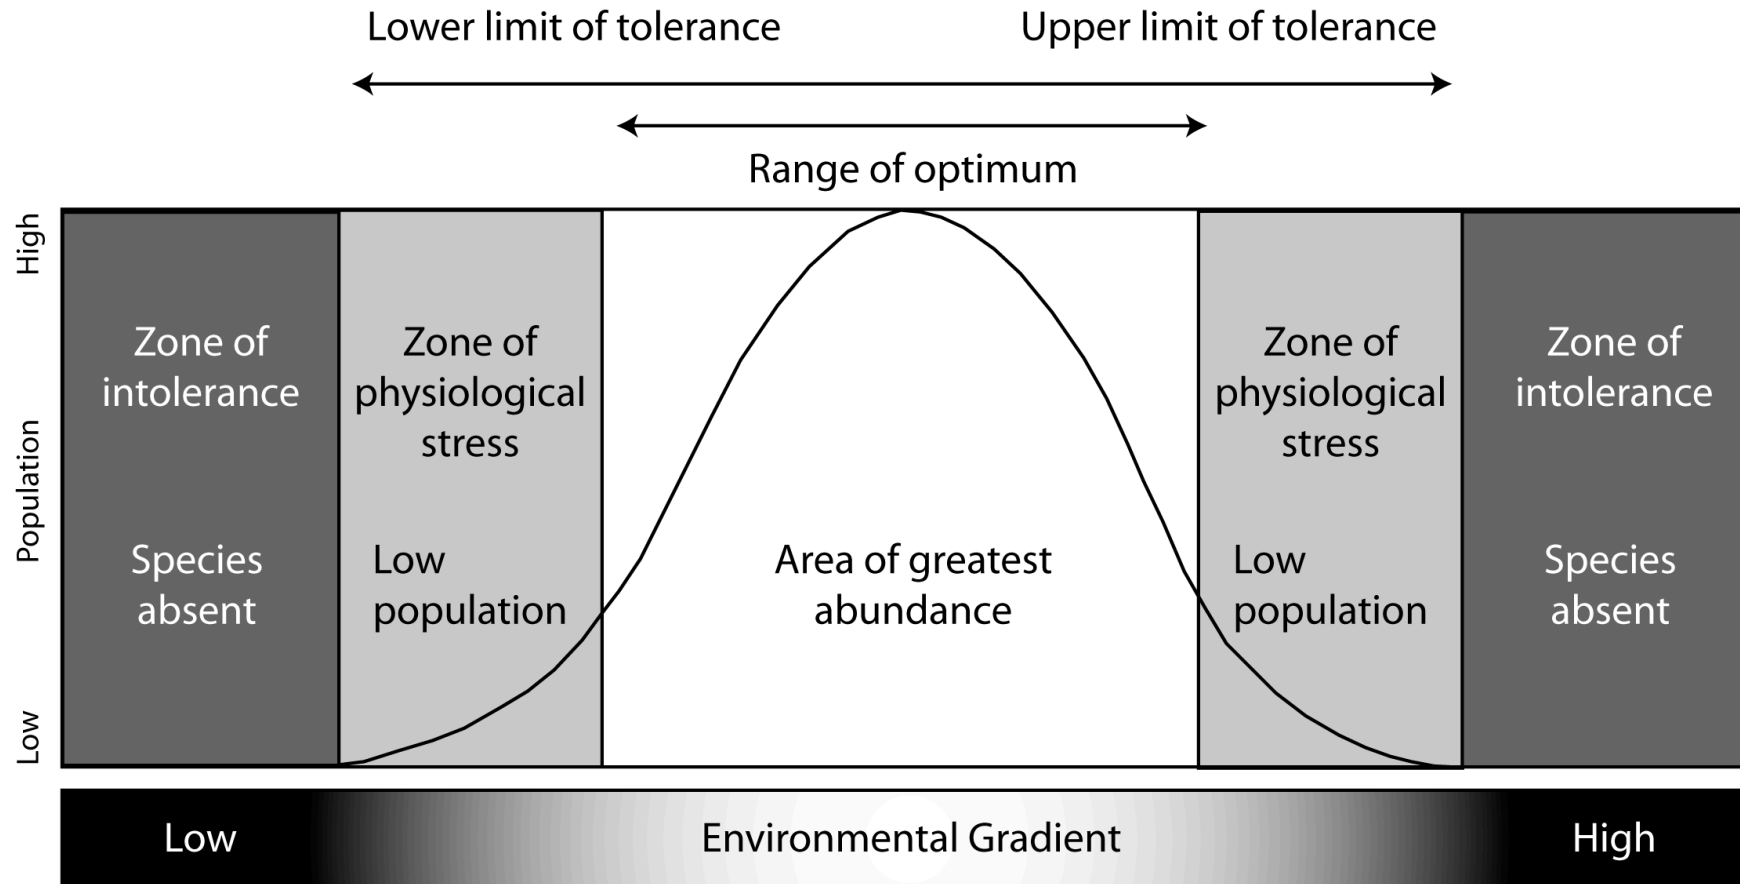 Lower limit of tolerance
Upper limit of tolerance
Range of optimum
High
Population
Low
Zone of
intolerance
Species
absent
Zone of
physiological
stress
Low
population
Area of greatest
abundance
Zone of
physiological
stress
Low
population
Zone of
intolerance
Species
absent
Low
Environmental Gradient
High